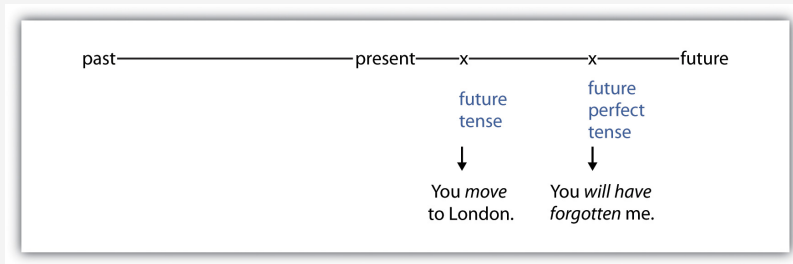 past present x x future
future
tense
future
perfect
tense
You move
to London.
You will have
forgotten me.